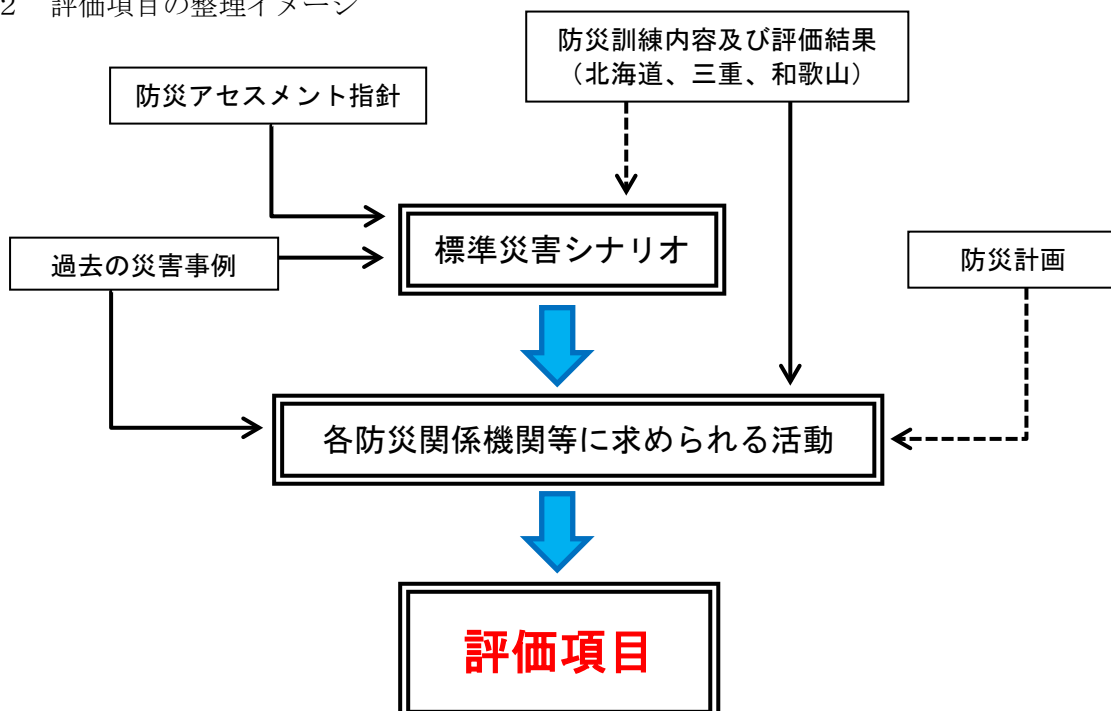 2 評価項目の整理イメージ
防災訓練内容及び評価結果
(北海道、三重、和歌山)
防災アセスメント指針
標準災害シナリオ
過去の災害事例
防災計画
各防災関係機関等に求められる活動
評価項目